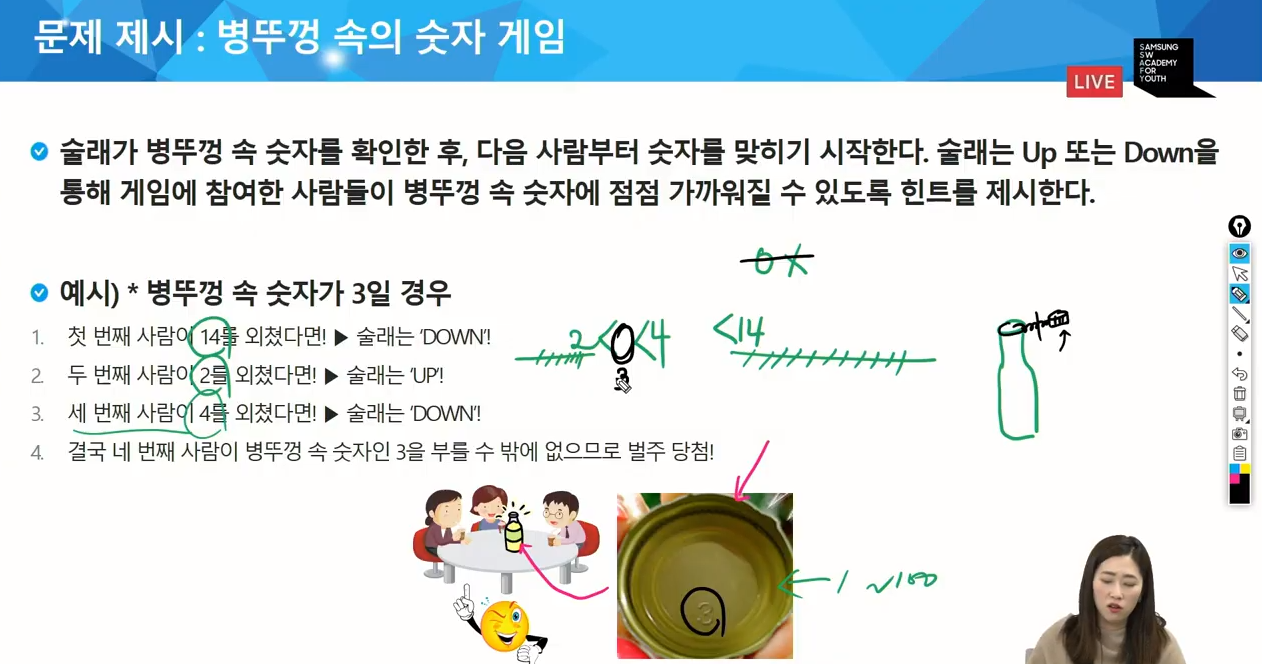 문제 제시 : 병뚜껑 속의 숫자 게임
SAMSUNG
SW
ACADEMY
FOR
YOUTH
LIVE
술래가 병뚜껑 속 숫자를 확인한 후, 다음 사람부터 숫자를 맞히기 시작한다. 술래는 Up 또는 Down을
통해 게임에 참여한 사람들이 병뚜껑 속 숫자에 점점 가까워질 수 있도록 힌트를 제시한다.
예시) * 병뚜껑 속 숫자가 3일 경우
1. 첫 번째 사람이 14를 외쳤다면! ▶ 술래는 'DOWN'!
2. 두 번째 사람이 2를 외쳤다면! ▶ 술래는 'UP'!
3. 세 번째 사람이 4를 외쳤다면! ▶ 술래는 'DOWN'!
4. 결국 네 번째 사람이 병뚜껑 속 숫자인 3을 부를 수 밖에 없으므로 벌주 당첨!
0 X
2 < 0 < 4 < 14
3
3
1 ~100